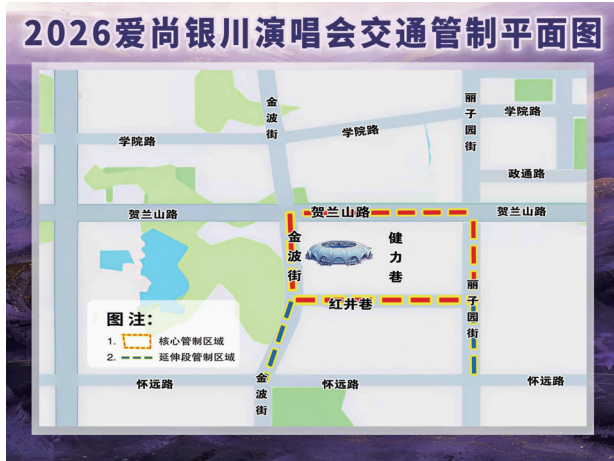 2026爱尚银川演唱会交通管制平面图
金波街
丽子园街
学院路
学院路
学院路
政通路
贺兰山路
贺兰山路
贺兰山路
金波街
健力巷
丽子园街
红井巷
图注：
1. 核心管制区域
2. 延伸段管制区域
怀远路
金波街
怀远路
怀远路